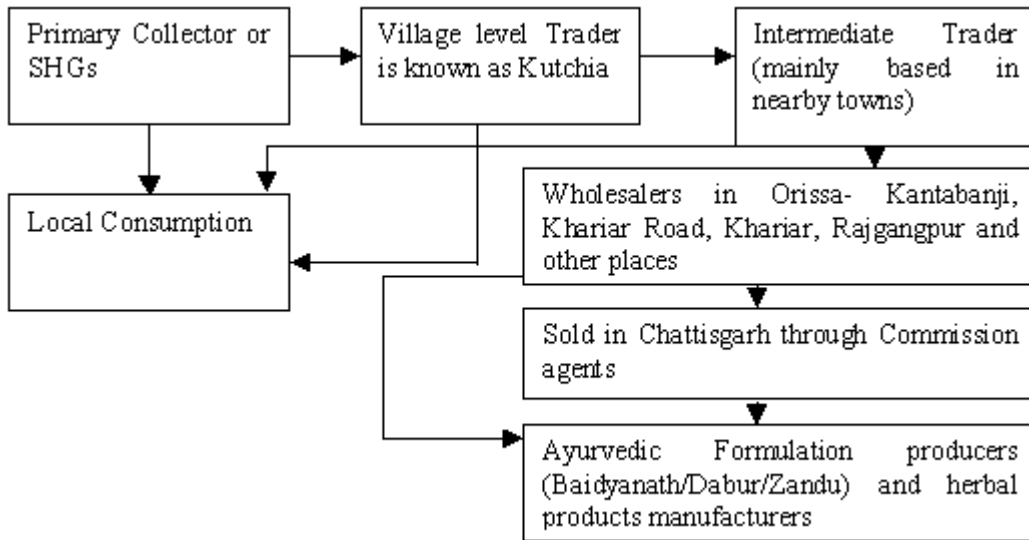 Primary Collector or
SHGs
Village level Trader
is known as Kutchia
Intermediate Trader
(mainly based in
nearby towns)
Local Consumption
Wholesalers in Orissa- Kantabanji,
Khariar Road, Khariar, Rajgangpur and
other places
Sold in Chattisgarh through Commission
agents
Ayurvedic Formulation producers
(Baidyanath/Dabur/Zandu) and herbal
products manufacturers